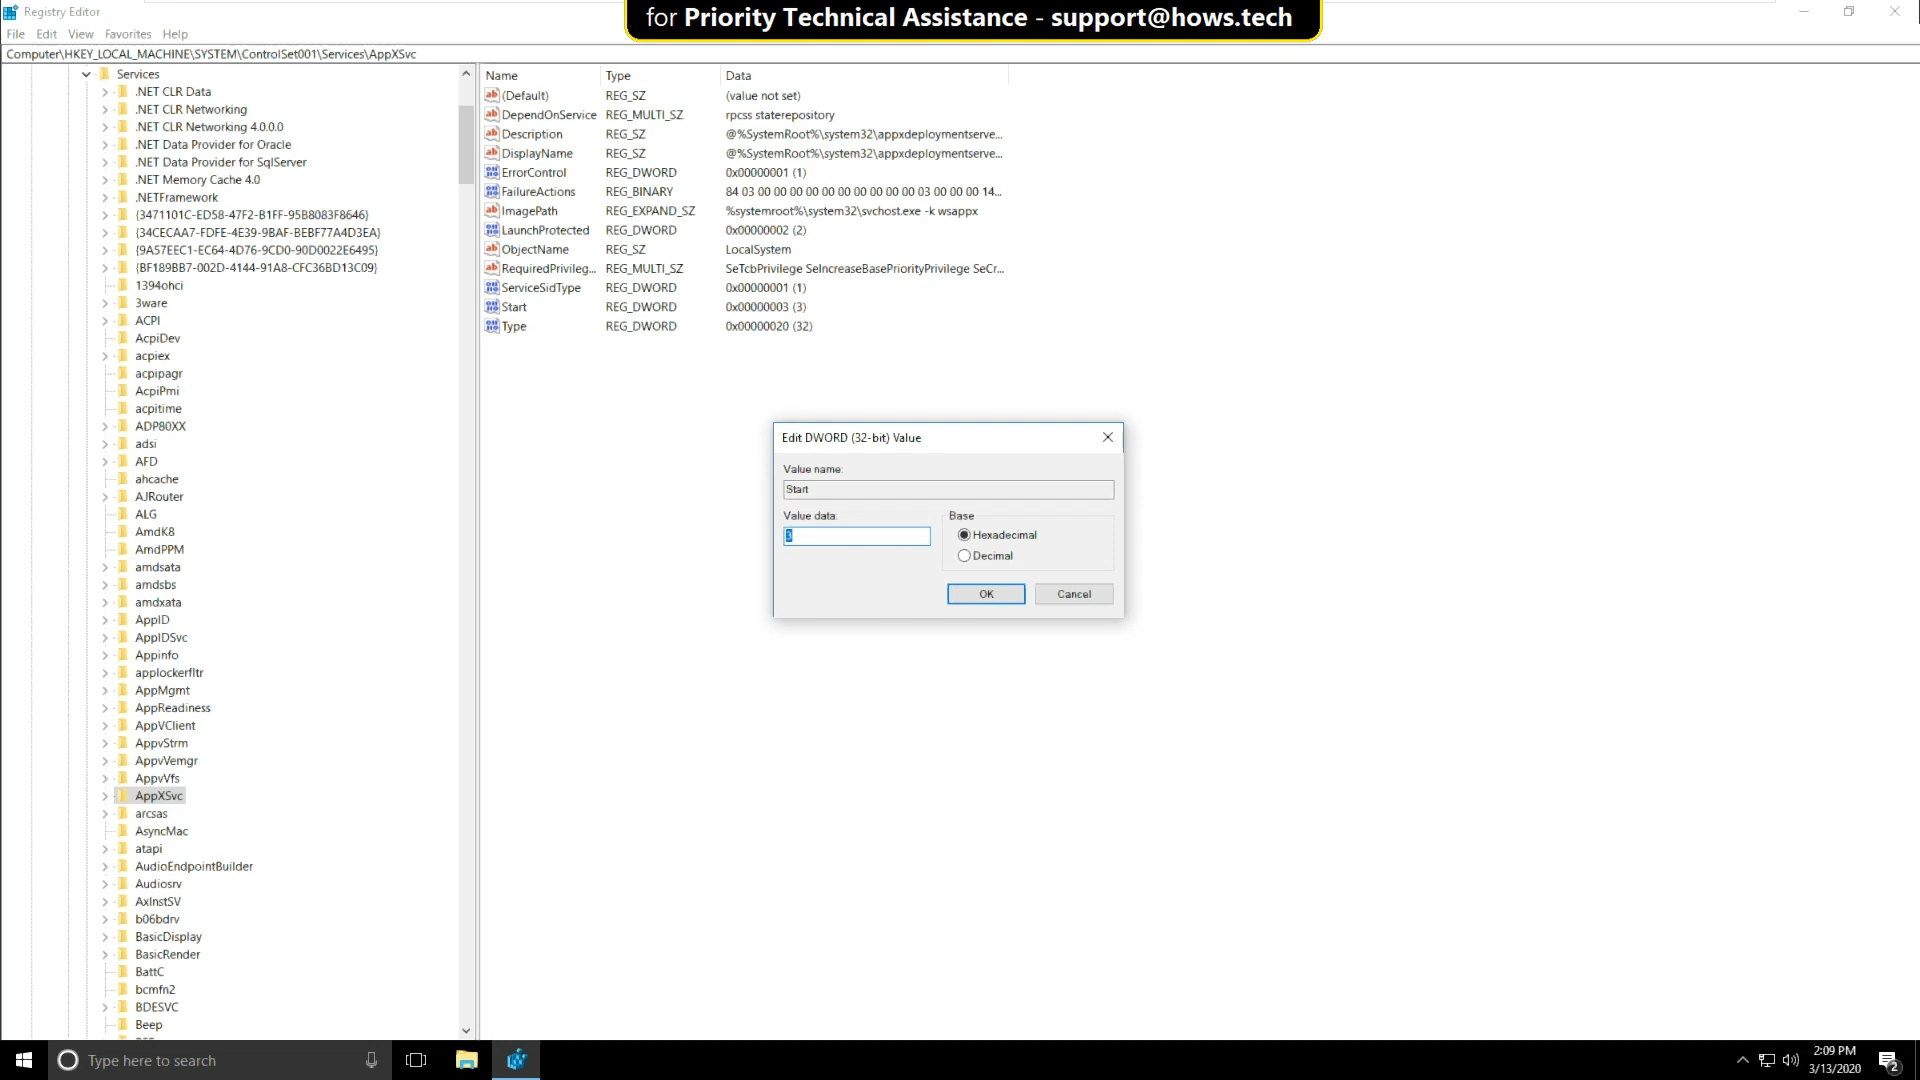 Registry Editor
for Priority Technical Assistance - support@hows.tech
File Edit View Favorites Help
Computer\HKEY_LOCAL_MACHINE\SYSTEM\ControlSet001\Services\AppXSvc
Services
.NET CLR Data
.NET CLR Networking
.NET CLR Networking 4.0.0.0
.NET Data Provider for Oracle
.NET Data Provider for SqlServer
.NET Memory Cache 4.0
.NETFramework
{3471101C-ED58-47F2-B1FF-95B8083F8646}
{34CECAA7-FDFE-4E39-9BAF-BEBF77A4D3EA}
{9A57EEC1-EC64-4D76-9CD0-90D0022E6495}
{BF189BB7-002D-4144-91A8-CFC36BD13C09}
1394ohci
3ware
ACPI
AcpiDev
acpiex
acpipagr
AcpiPmi
acpitime
ADP80XX
adsi
AFD
ahcache
AJRouter
ALG
AmdK8
AmdPPM
amdsata
amdsbs
amdxata
AppID
AppIDSvc
Appinfo
applockerfltr
AppMgmt
AppReadiness
AppVClient
AppvStrm
AppvVemgr
AppvVfs
AppXSvc
arcsas
AsyncMac
atapi
AudioEndpointBuilder
Audiosrv
AxInstSV
b06bdrv
BasicDisplay
BasicRender
BattC
bcmfn2
BDESVC
Beep
Name Type Data
(Default) REG_SZ (value not set)
DependOnService REG_MULTI_SZ rpcss staterepository
Description REG_SZ @%SystemRoot%\system32\appxdeploymentserve...
DisplayName REG_SZ @%SystemRoot%\system32\appxdeploymentserve...
ErrorControl REG_DWORD 0x00000001 (1)
FailureActions REG_BINARY 84 03 00 00 00 00 00 00 00 00 00 00 03 00 00 00 14...
ImagePath REG_EXPAND_SZ %systemroot%\system32\svchost.exe -k wsappx
LaunchProtected REG_DWORD 0x00000002 (2)
ObjectName REG_SZ LocalSystem
RequiredPrivileg... REG_MULTI_SZ SeTcbPrivilege SeIncreaseBasePriorityPrivilege SeCr...
ServiceSidType REG_DWORD 0x00000001 (1)
Start REG_DWORD 0x00000003 (3)
Type REG_DWORD 0x00000020 (32)
Edit DWORD (32-bit) Value
Value name:
Start
Value data:
3
Base
Hexadecimal
Decimal
OK Cancel
Type here to search
2:09 PM
3/13/2020
2